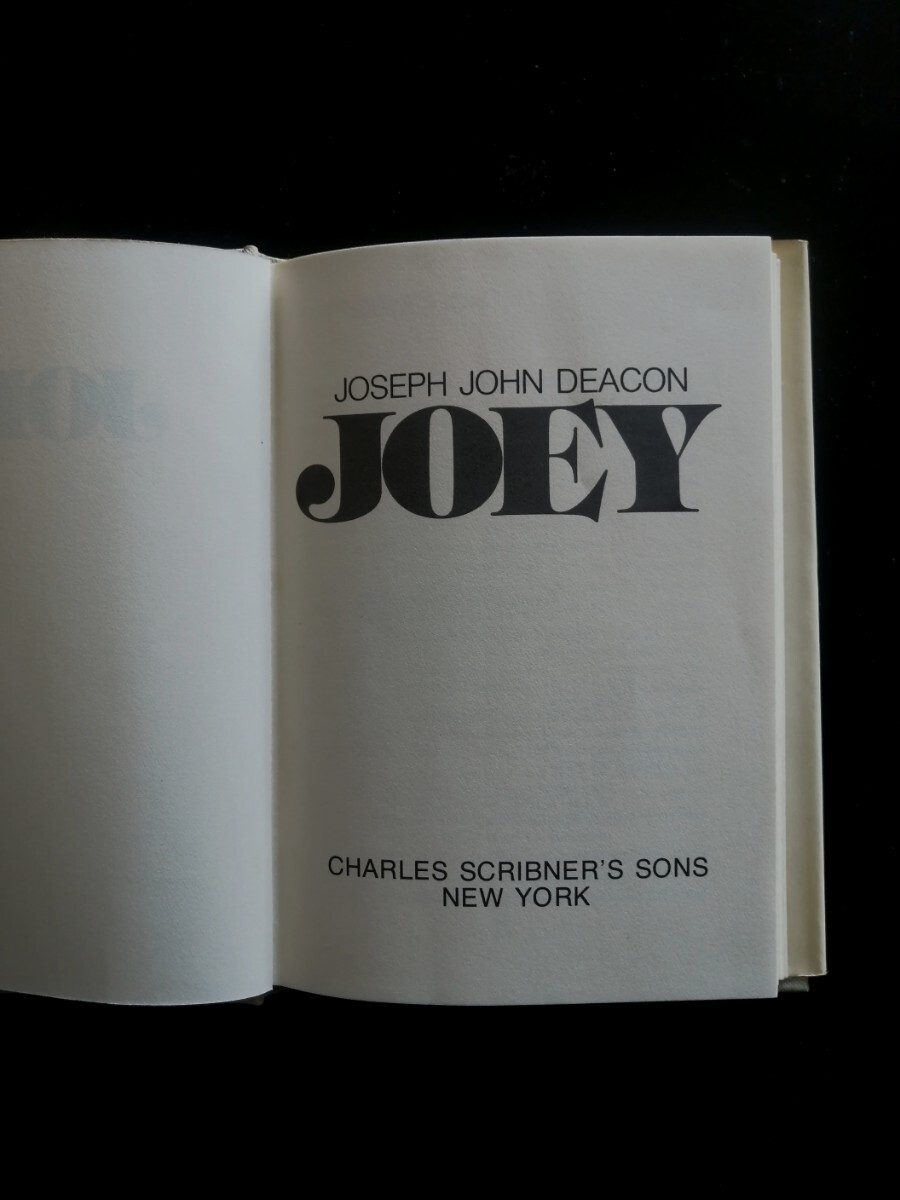 JOSEPH JOHN DEACON
JOEY
CHARLES SCRIBNER'S SONS
NEW YORK